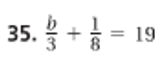 35. b/3 + 1/8 = 19